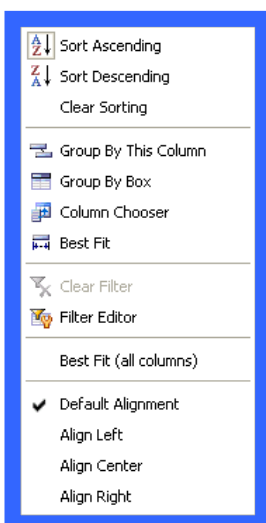 Sort Ascending
Sort Descending
Clear Sorting
Group By This Column
Group By Box
Column Chooser
Best Fit
Clear Filter
Filter Editor
Best Fit (all columns)
Default Alignment
Align Left
Align Center
Align Right